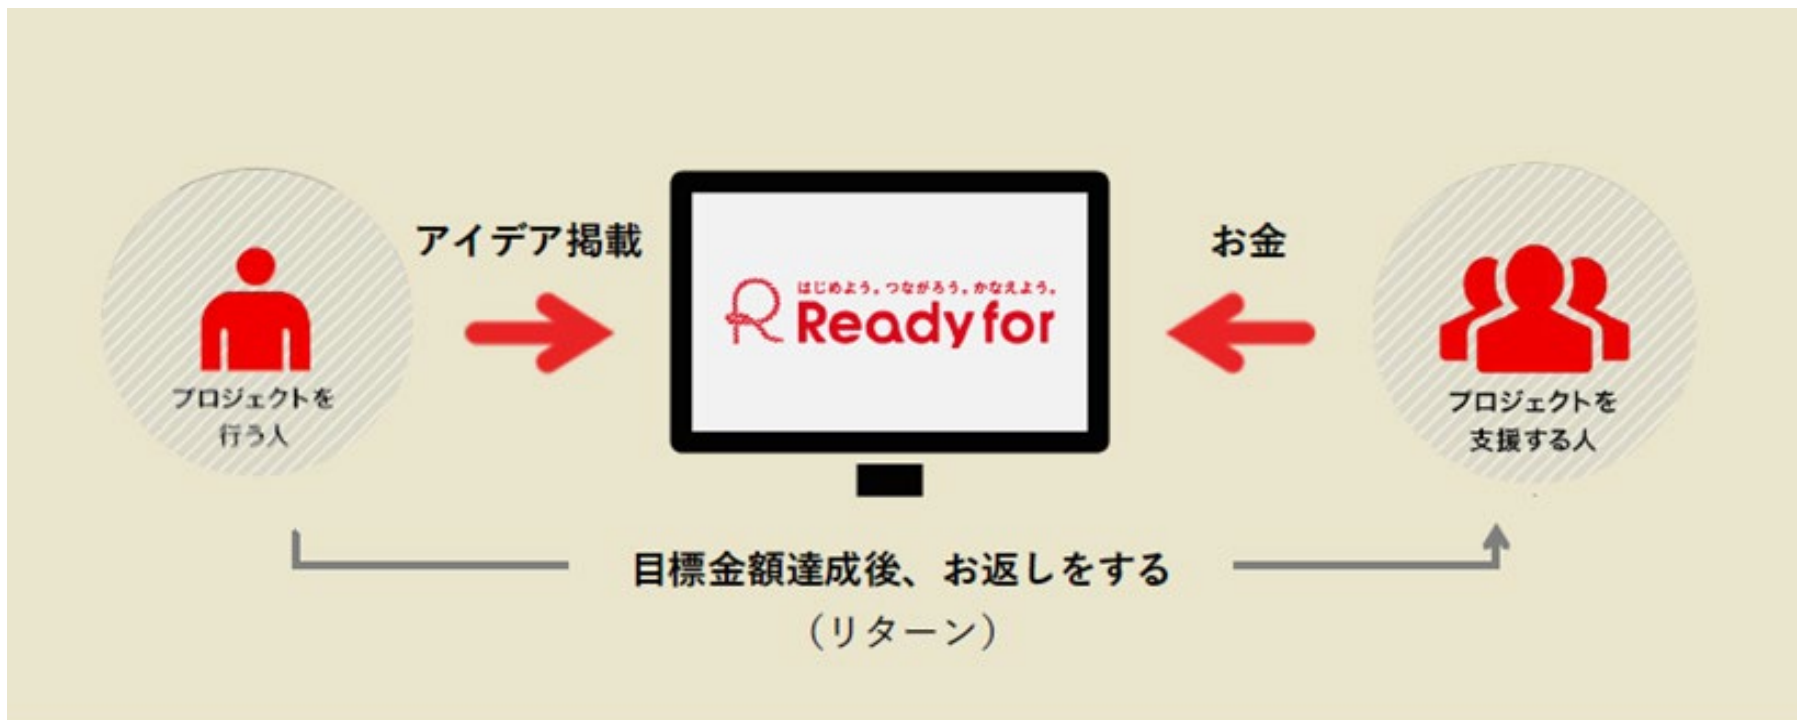 アイデア掲載
お金
はじめよう。つながろう。かなえよう。
Readyfor
プロジェクトを
行う人
プロジェクトを
支援する人
目標金額達成後、お返しをする
（リターン）